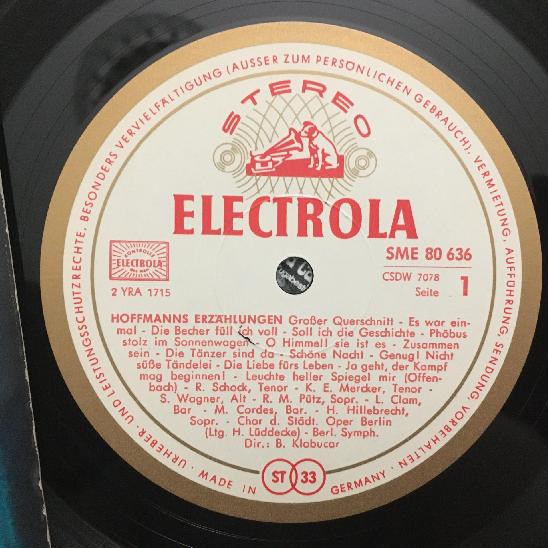 URHEBER- UND LEISTUNGSSCHUTZRECHTE, BESONDERS VERVIELFÄLTIGUNG (AUSSER ZUM PERSÖNLICHEN GEBRAUCH), VERMIETUNG, AUFFÜHRUNG, SENDUNG, VORBEHALTEN
STEREO
ELECTROLA
SME 80 636
ELECTROLA
CSDW 7078
2 YRA 1715
Seite 1
HOFFMANNS ERZÄHLUNGEN Großer Querschnitt - Es war ein-
mal - Die Becher füll ich voll - Soll ich die Geschichte - Phöbus
stolz im Sonnenwagen - O Himmel! sie ist es - Zusammen
sein - Die Tänzer sind da - Schöne Nacht - Genug! Nicht
süße Tändelei - Die Liebe fürs Leben - Ja geht, der Kampf
mag beginnen! - Leuchte heller Spiegel mir (Offen-
bach) - R. Schock, Tenor - K. E. Mercker, Tenor -
S. Wagner, Alt - R. M. Pütz, Sopr. - L. Clam,
Bar - M. Cordes, Bar. - H. Hillebrecht,
Sopr. - Chor d. Städt. Oper Berlin
(Ltg. H. Lüddecke) - Berl. Symph.
Dir.: B. Klobucar
MADE IN GERMANY
ST 33